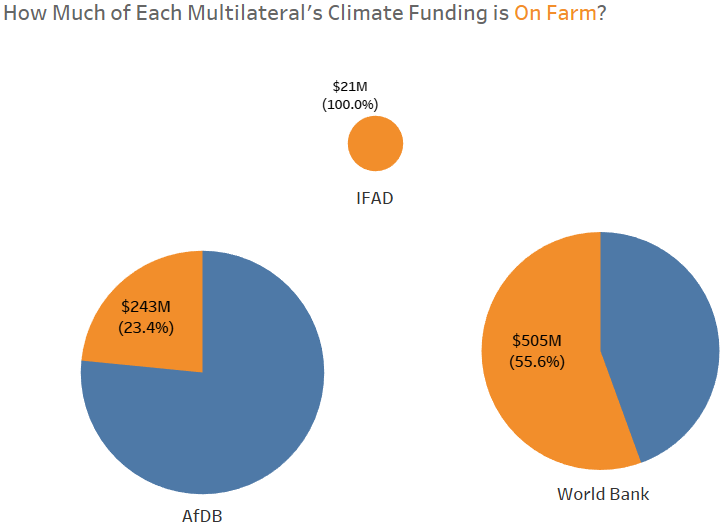 How Much of Each Multilateral's Climate Funding is On Farm?
$21M
(100.0%)
IFAD
$243M
(23.4%)
AfDB
$505M
(55.6%)
World Bank